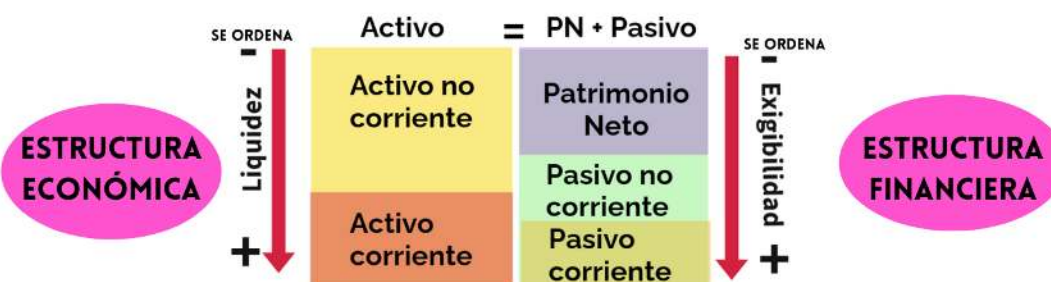 Activo = PN + Pasivo
SE ORDENA
SE ORDENA
-
-
Liquidez
+
Activo no
corriente
Activo
corriente
Patrimonio
Neto
Pasivo no
corriente
Pasivo
corriente
Exigibilidad
+
ESTRUCTURA
ECONÓMICA
ESTRUCTURA
FINANCIERA